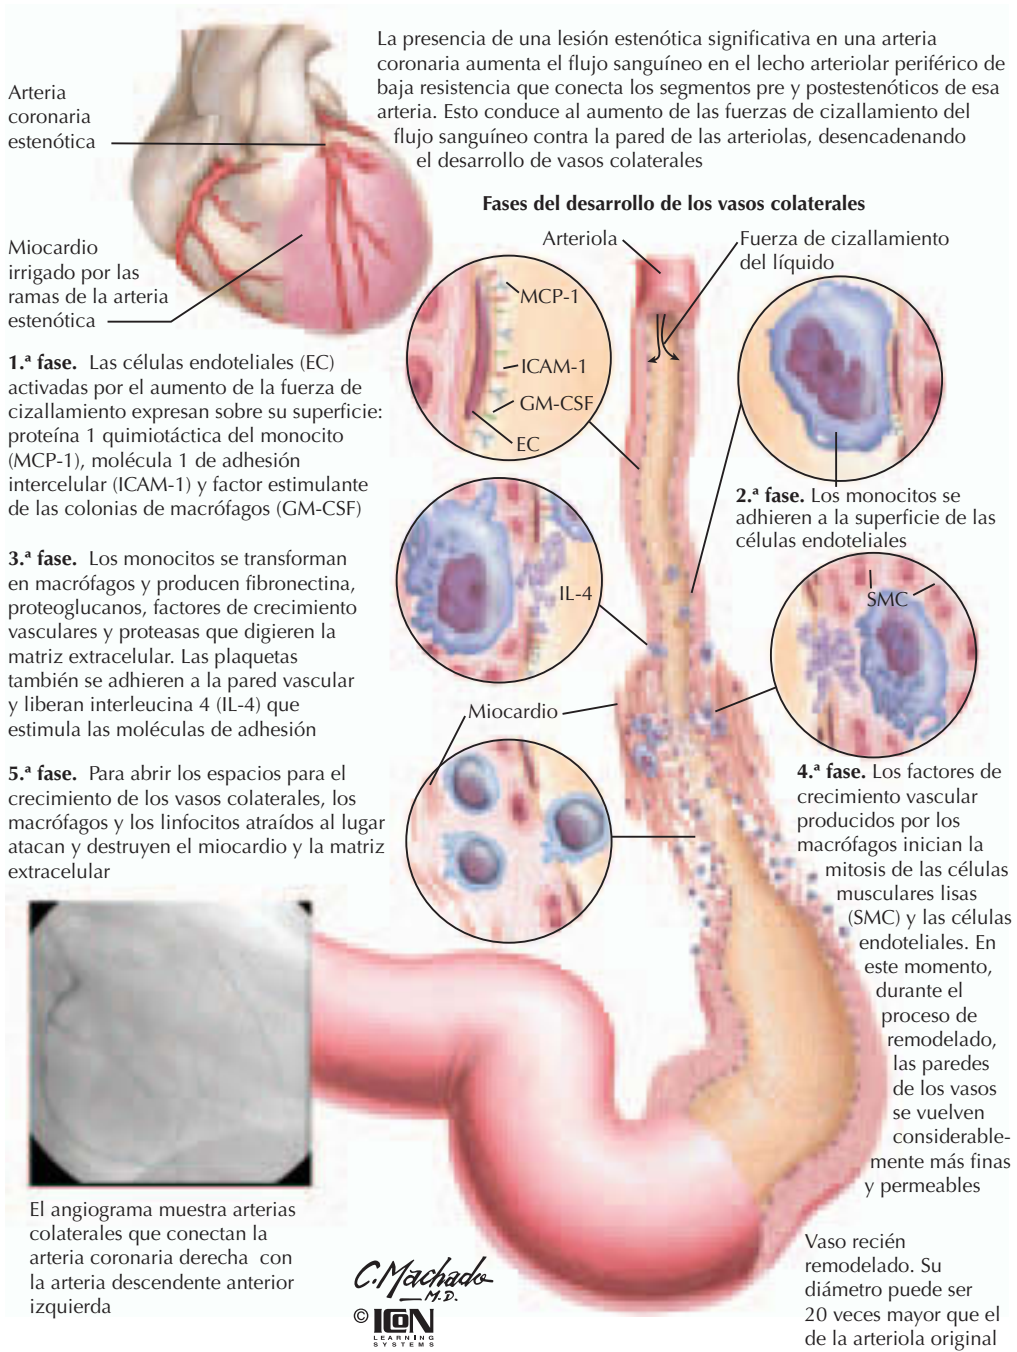 La presencia de una lesión estenótica significativa en una arteria
coronaria aumenta el flujo sanguíneo en el lecho arteriolar periférico de
baja resistencia que conecta los segmentos pre y postestenóticos de esa
arteria. Esto conduce al aumento de las fuerzas de cizallamiento del
flujo sanguíneo contra la pared de las arteriolas, desencadenando
el desarrollo de vasos colaterales
Arteria
coronaria
estenótica
Miocardio
irrigado por las
ramas de la arteria
estenótica
Fases del desarrollo de los vasos colaterales
Arteriola
Fuerza de cizallamiento
del líquido
MCP-1
ICAM-1
GM-CSF
EC
1.ª fase. Las células endoteliales (EC)
activadas por el aumento de la fuerza de
cizallamiento expresan sobre su superficie:
proteína 1 quimiotáctica del monocito
(MCP-1), molécula 1 de adhesión
intercelular (ICAM-1) y factor estimulante
de las colonias de macrófagos (GM-CSF)
2.ª fase. Los monocitos se
adhieren a la superficie de las
células endoteliales
3.ª fase. Los monocitos se transforman
en macrófagos y producen fibronectina,
proteoglucanos, factores de crecimiento
vasculares y proteasas que digieren la
matriz extracelular. Las plaquetas
también se adhieren a la pared vascular
y liberan interleucina 4 (IL-4) que
estimula las moléculas de adhesión
IL-4
SMC
Miocardio
4.ª fase. Los factores de
crecimiento vascular
producidos por los
macrófagos inician la
mitosis de las células
musculares lisas
(SMC) y las células
endoteliales. En
este momento,
durante el
proceso de
remodelado,
las paredes
de los vasos
se vuelven
considerable-
mente más finas
y permeables
5.ª fase. Para abrir los espacios para el
crecimiento de los vasos colaterales, los
macrófagos y los linfocitos atraídos al lugar
atacan y destruyen el miocardio y la matriz
extracelular
El angiograma muestra arterias
colaterales que conectan la
arteria coronaria derecha con
la arteria descendente anterior
izquierda
Vaso recién
remodelado. Su
diámetro puede ser
20 veces mayor que el
de la arteriola original
C. Machado
M.D.
© ICON
LEARNING
SYSTEMS